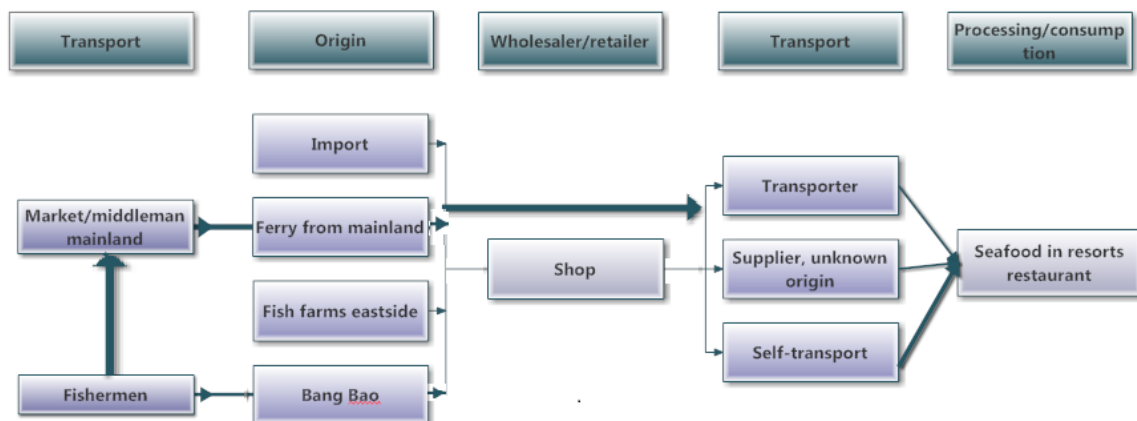 Transport
Origin
Wholesaler/retailer
Transport
Processing/consump
tion
Import
Transporter
Market/middleman
mainland
Ferry from mainland
Shop
Supplier, unknown
origin
Seafood in resorts
restaurant
Fish farms eastside
Self-transport
Fishermen
Bang Bao
.